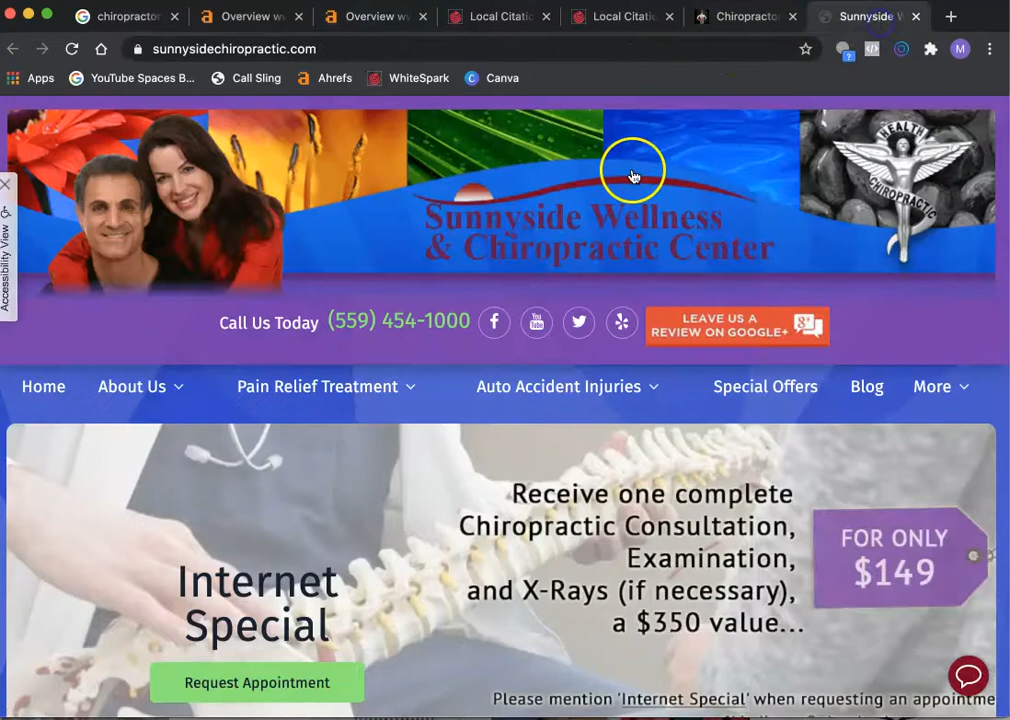 chiropractor
Overview ww
Overview ww
Local Citatio
Local Citatio
Chiropracto
Sunnyside W
sunnysidechiropractic.com
M
Apps
YouTube Spaces B...
Call Sling
Ahrefs
WhiteSpark
Canva
HEALTH
CHIROPRACTIC
Sunnyside Wellness
& Chiropractic Center
Accessibility View
Call Us Today (559) 454-1000
You
Tube
LEAVE US A
REVIEW ON GOOGLE+
Home About Us Pain Relief Treatment Auto Accident Injuries Special Offers Blog More
Receive one complete
Chiropractic Consultation,
Examination,
and X-Rays (if necessary),
a $350 value...
FOR ONLY
$149
Internet
Special
Request Appointment
Please mention 'Internet Special' when requesting an appointme